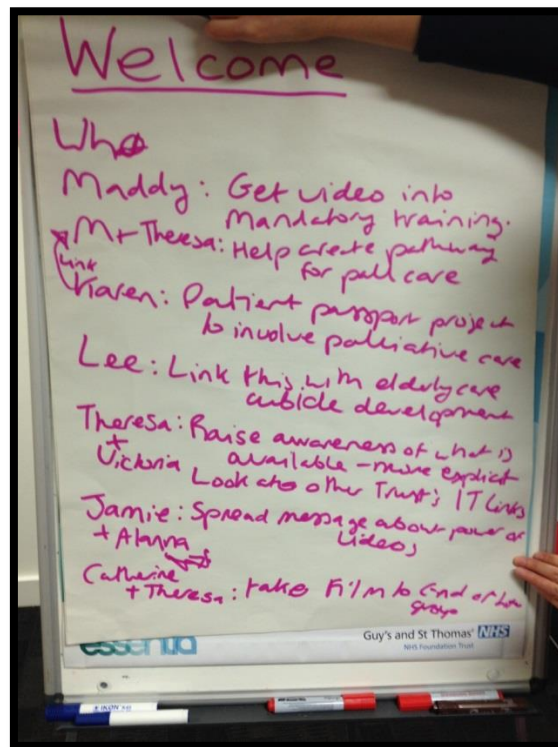 Welcome
Who
Maddy: Get video into
Mandatory training.
M + Theresa: Help create pathway
for pall care
Link
Karen: Patient passport project
to involve palliative care
Lee: Link this with elderly care
cubicle development
Theresa: Raise awareness of what is
+
Victoria available - more explicit
Look at other Trust's IT links
Jamie: Spread message about power of
+ Alanna videos
Catherine
+ Theresa: take film to End of
group
essentia
Guy's and St Thomas' NHS
NHS Foundation Trust